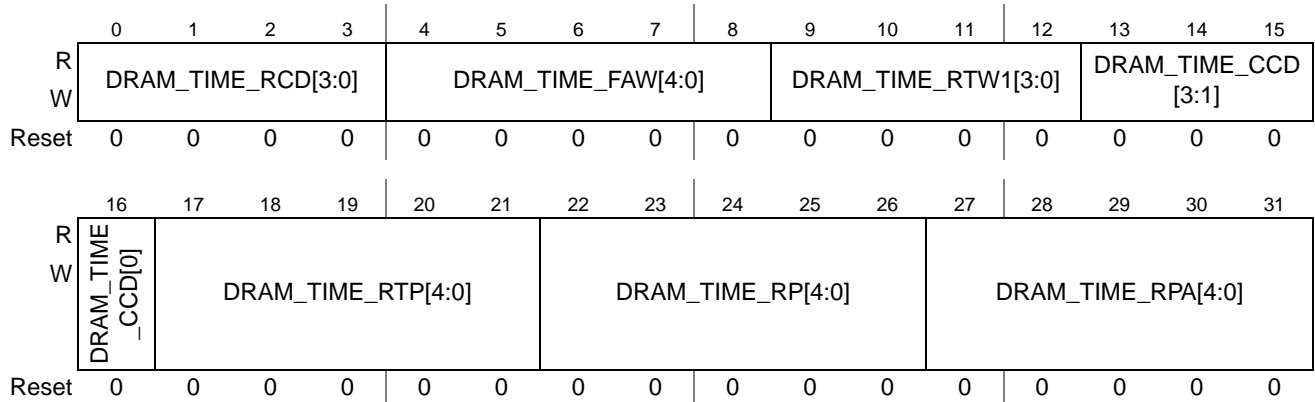 0 1 2 3 4 5 6 7 8 9 10 11 12 13 14 15
R
W
DRAM_TIME_RCD[3:0] DRAM_TIME_FAW[4:0] DRAM_TIME_RTW1[3:0] DRAM_TIME_CCD
[3:1]
Reset 0 0 0 0 0 0 0 0 0 0 0 0 0 0 0 0
16 17 18 19 20 21 22 23 24 25 26 27 28 29 30 31
R
W
DRAM_TIME
_CCD[0]
DRAM_TIME_RTP[4:0] DRAM_TIME_RP[4:0] DRAM_TIME_RPA[4:0]
Reset 0 0 0 0 0 0 0 0 0 0 0 0 0 0 0 0